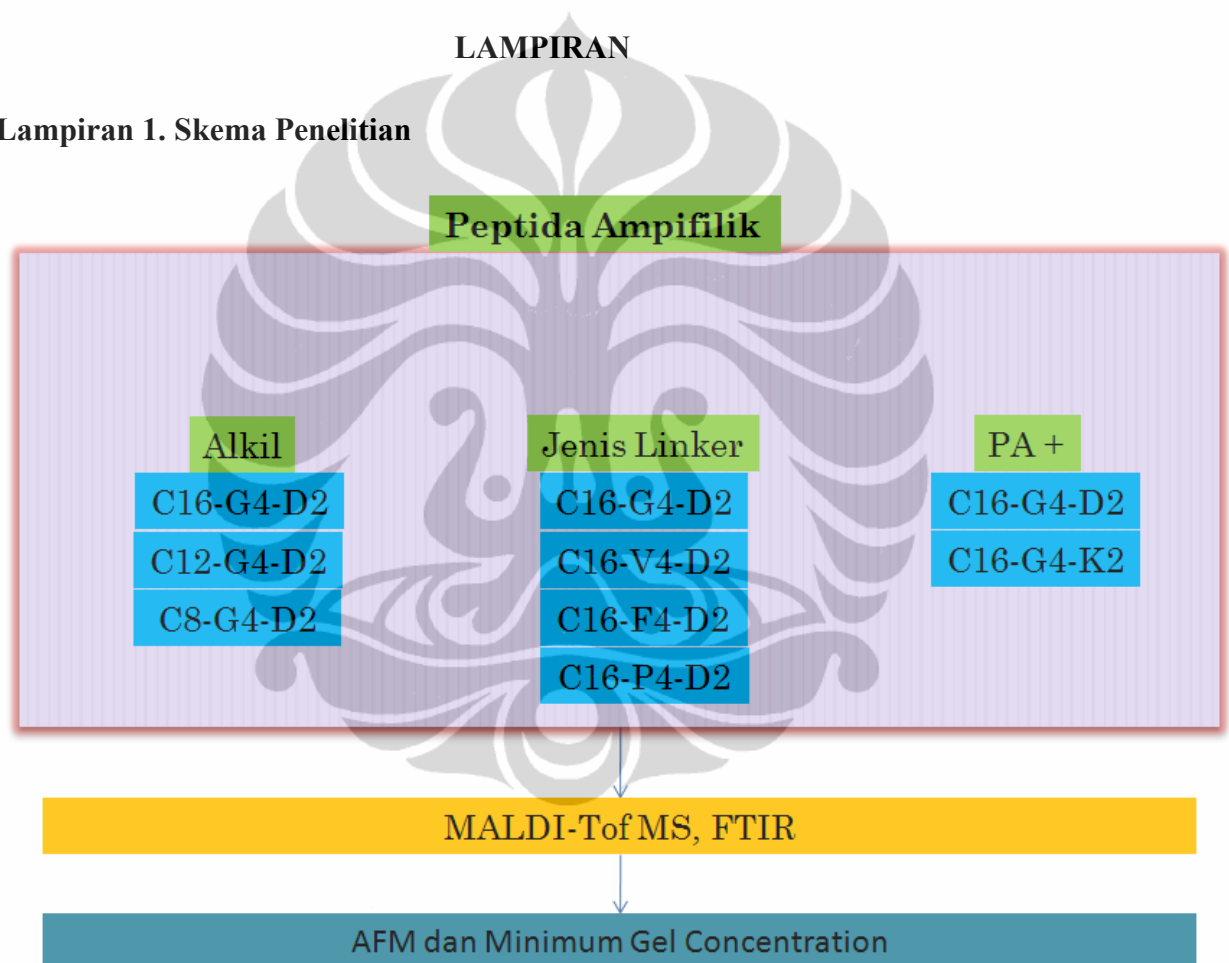 LAMPIRAN
Lampiran 1. Skema Penelitian
Peptida Ampifilik
Alkil
C16-G4-D2
C12-G4-D2
C8-G4-D2
Jenis Linker
C16-G4-D2
C16-V4-D2
C16-F4-D2
C16-P4-D2
PA +
C16-G4-D2
C16-G4-K2
MALDI-Tof MS, FTIR
AFM dan Minimum Gel Concentration